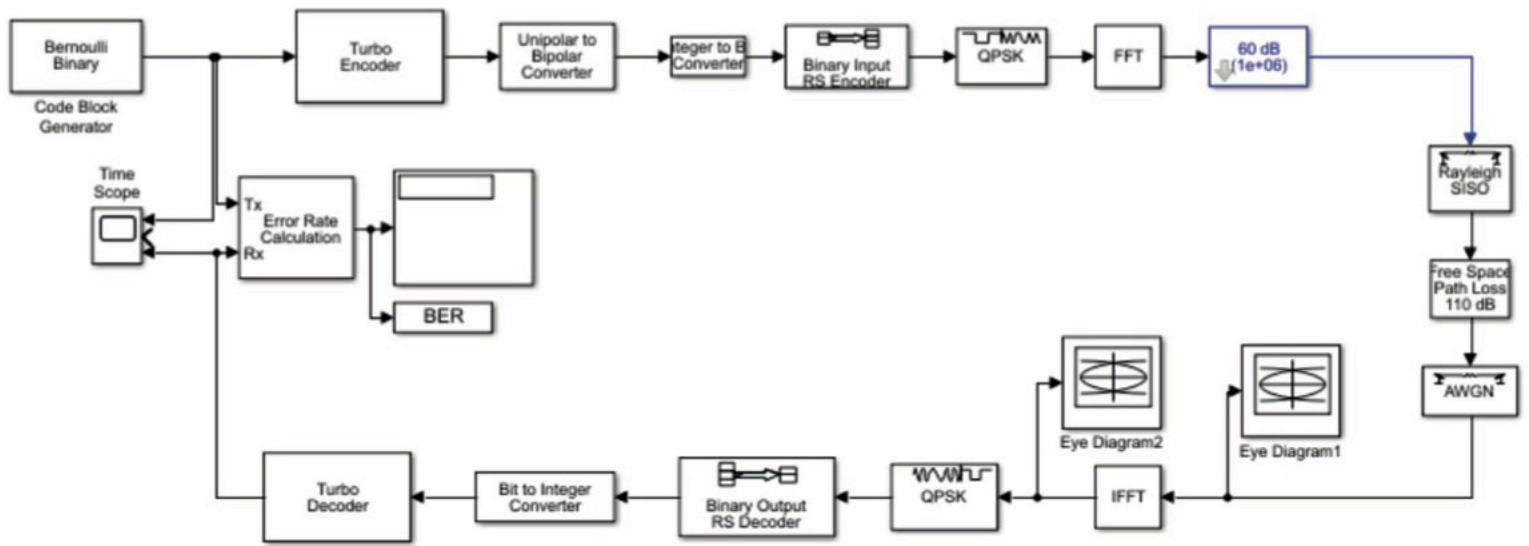 Bernoulli
Binary
Code Block
Generator
Turbo
Encoder
Unipolar to
Bipolar
Converter
teger to B
Converter
Binary Input
RS Encoder
QPSK
FFT
60 dB
(1e+06)
Rayleigh
SISO
Free Space
Path Loss
110 dB
AWGN
Time
Scope
Tx
Rx
Error Rate
Calculation
BER
Eye Diagram2
Eye Diagram1
Turbo
Decoder
Bit to Integer
Converter
Binary Output
RS Decoder
QPSK
IFFT